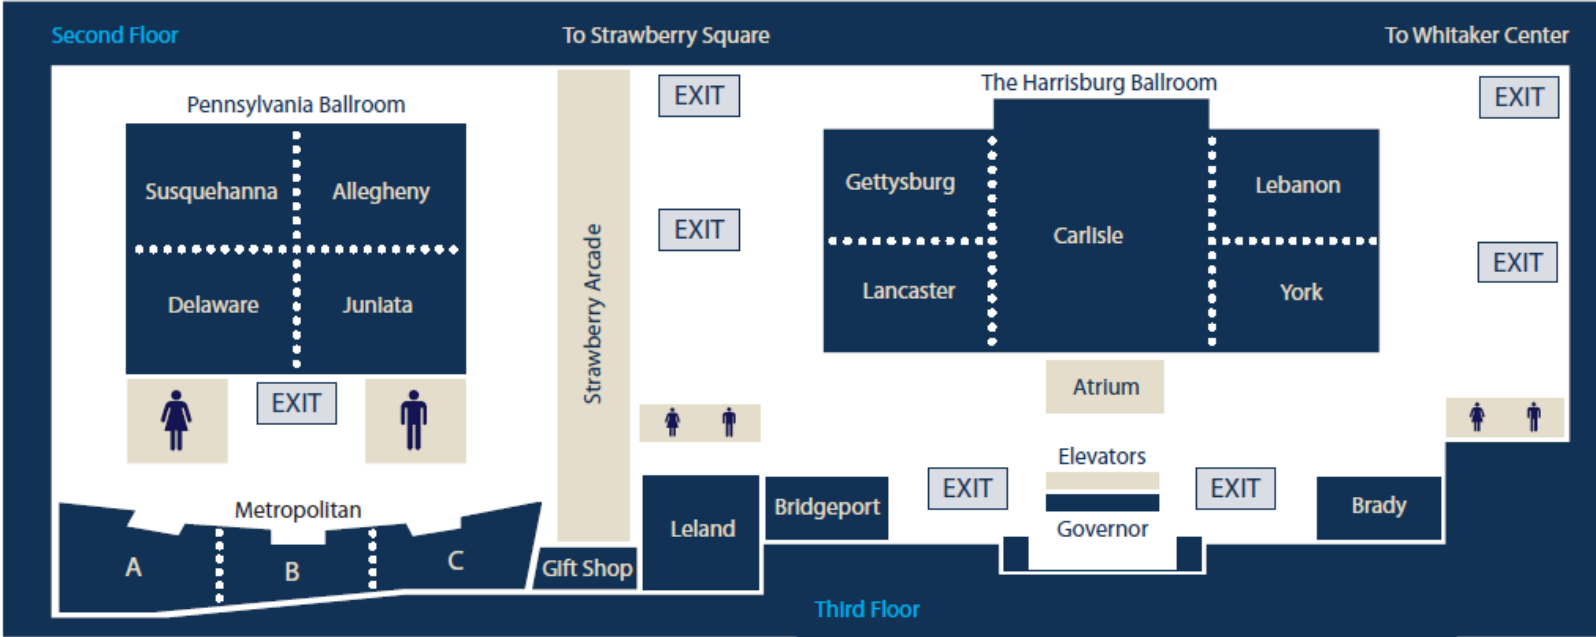 Second Floor
To Strawberry Square
To Whitaker Center
Pennsylvania Ballroom
Susquehanna
Allegheny
Delaware
Juniata
EXIT
Metropolitan
A
B
C
Strawberry Arcade
Gift Shop
EXIT
EXIT
The Harrisburg Ballroom
Gettysburg
Carlisle
Lebanon
Lancaster
York
EXIT
EXIT
Atrium
Elevators
EXIT
EXIT
Leland
Bridgeport
Governor
Brady
Third Floor